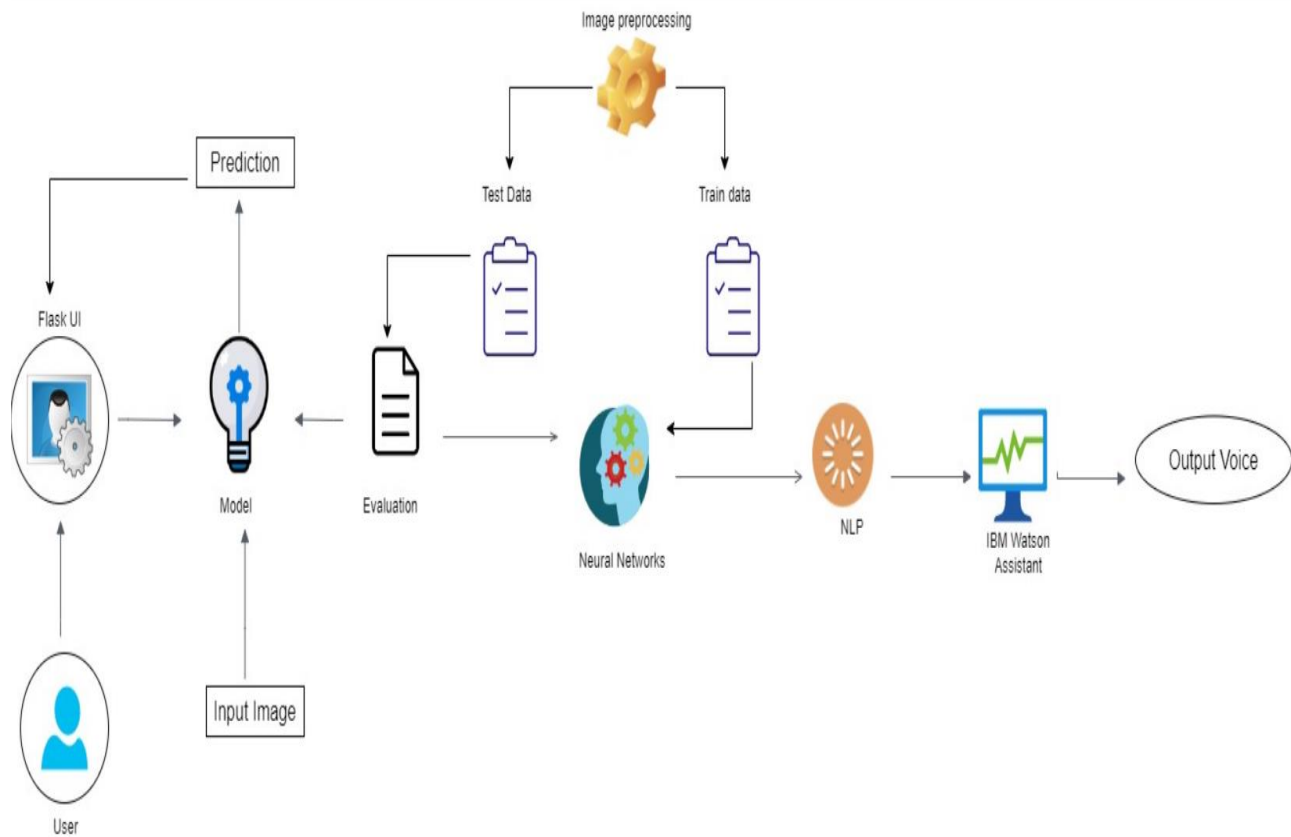 Image preprocessing
Prediction
Test Data
Train data
Flask UI
Model
Evaluation
Neural Networks
NLP
IBM Watson
Assistant
Output Voice
Input Image
User